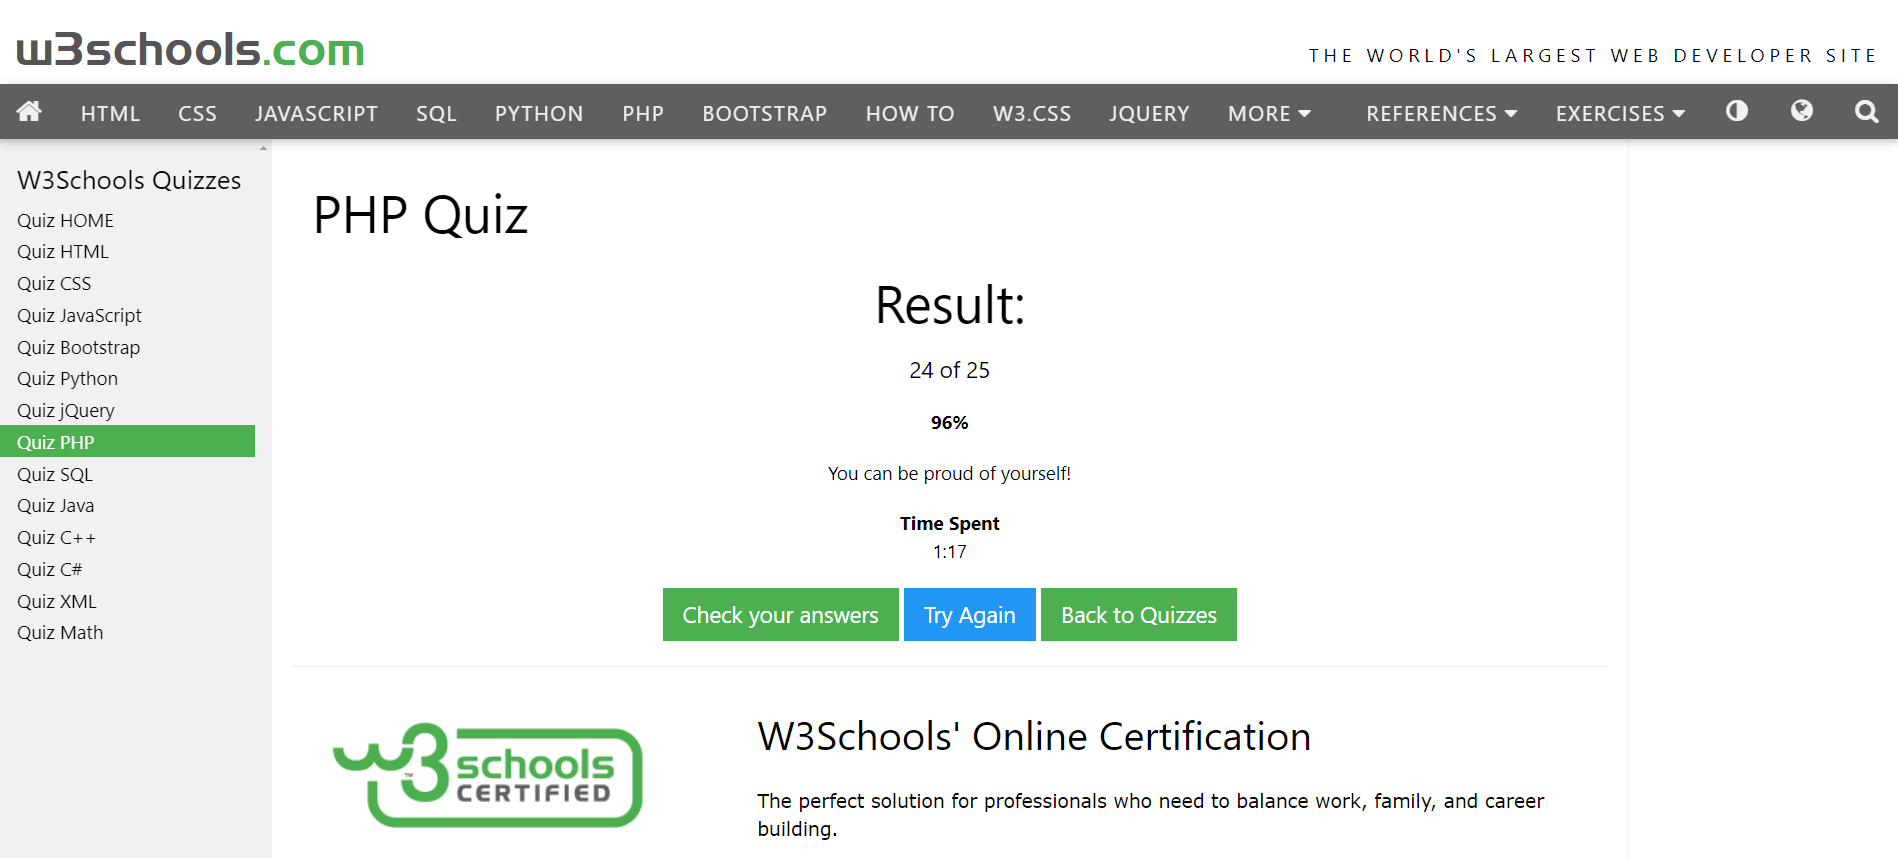 w3schools.com
THE WORLD'S LARGEST WEB DEVELOPER SITE
HTML CSS JAVASCRIPT SQL PYTHON PHP BOOTSTRAP HOW TO W3.CSS JQUERY MORE REFERENCES EXERCISES
W3Schools Quizzes
Quiz HOME
Quiz HTML
Quiz CSS
Quiz JavaScript
Quiz Bootstrap
Quiz Python
Quiz jQuery
Quiz PHP
Quiz SQL
Quiz Java
Quiz C++
Quiz C#
Quiz XML
Quiz Math
PHP Quiz
Result:
24 of 25
96%
You can be proud of yourself!
Time Spent
1:17
Check your answers Try Again Back to Quizzes
w3schools
TM
CERTIFIED
W3Schools' Online Certification
The perfect solution for professionals who need to balance work, family, and career
building.